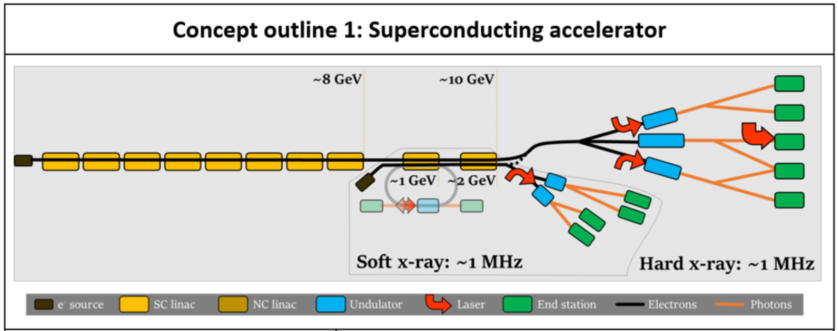 Concept outline 1: Superconducting accelerator
~8 GeV
~10 GeV
~1 GeV
~2 GeV
Soft x-ray: ~1 MHz
Hard x-ray: ~1 MHz
e⁻ source
SC linac
NC linac
Undulator
Laser
End station
Electrons
Photons